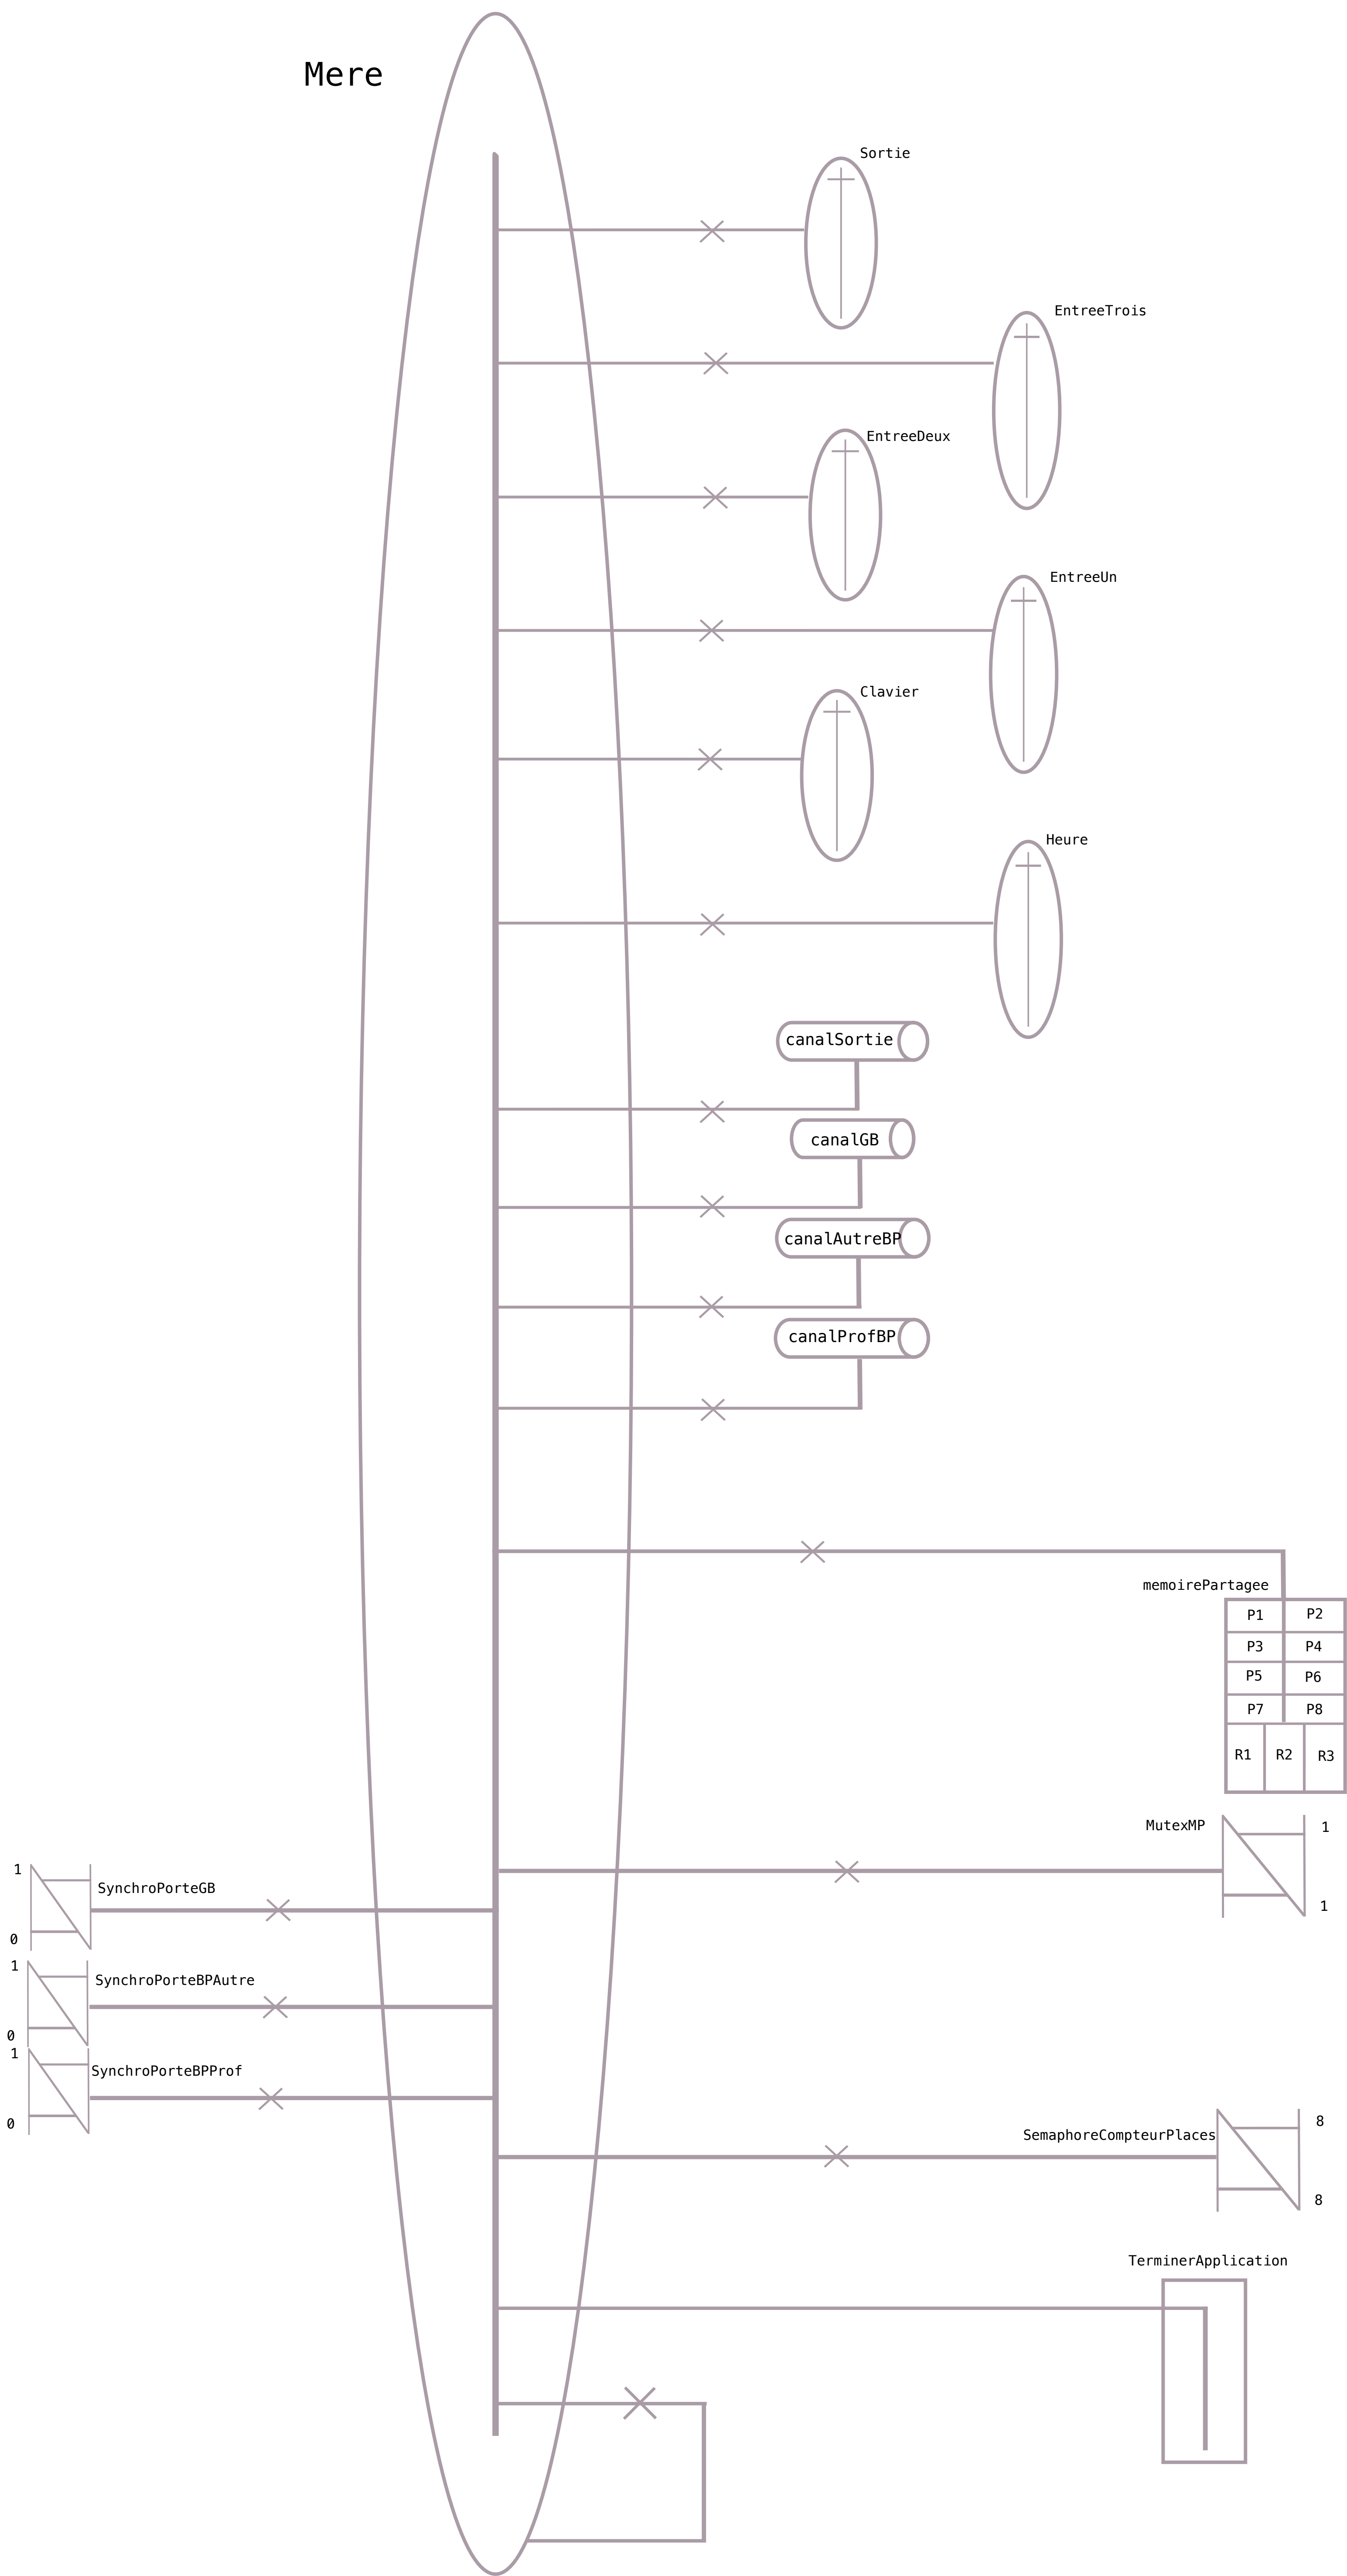 Mere
Sortie
EntreeTrois
EntreeDeux
EntreeUn
Clavier
Heure
canalSortie
canalGB
canalAutreBP
canalProfBP
memoirePartagee
P1 P2
P3 P4
P5 P6
P7 P8
R1 R2 R3
MutexMP
1
1
1
SynchroPorteGB
0
1
SynchroPorteBPAutre
0
1
SynchroPorteBPProf
0
SemaphoreCompteurPlaces
8
8
TerminerApplication